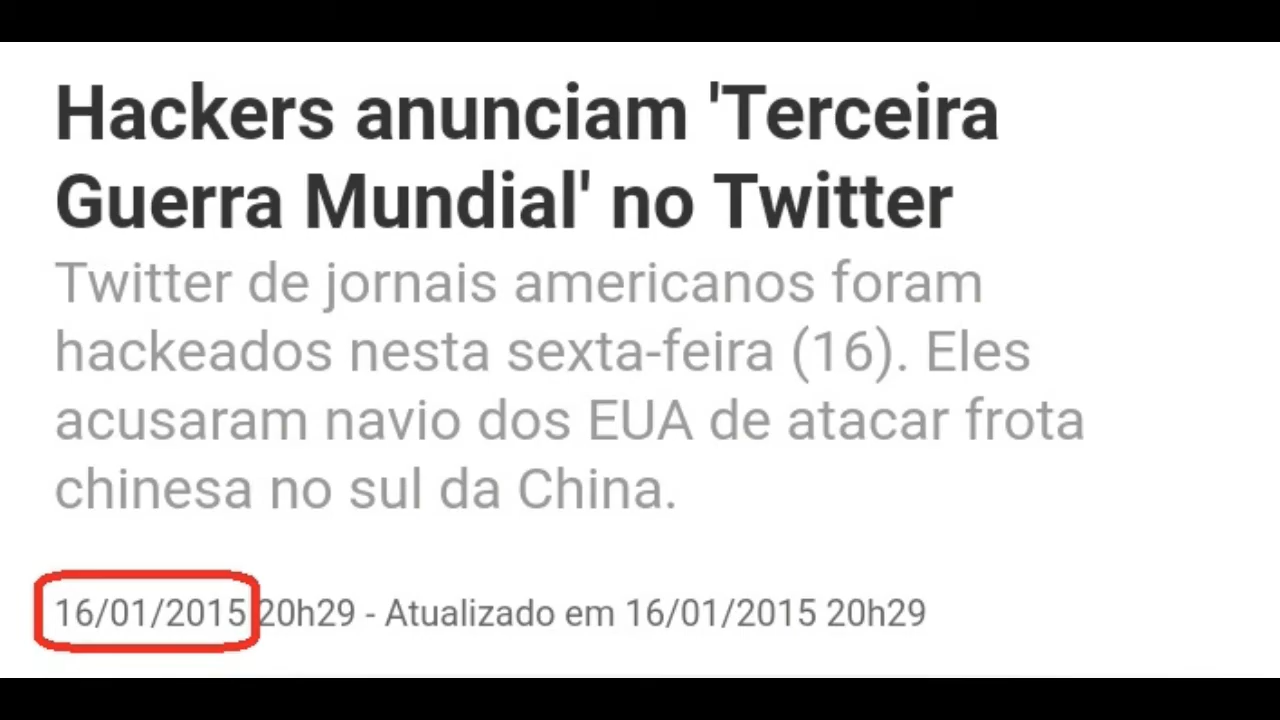 Hackers anunciam 'Terceira
Guerra Mundial' no Twitter
Twitter de jornais americanos foram
hackeados nesta sexta-feira (16). Eles
acusaram navio dos EUA de atacar frota
chinesa no sul da China.
16/01/2015 20h29 - Atualizado em 16/01/2015 20h29